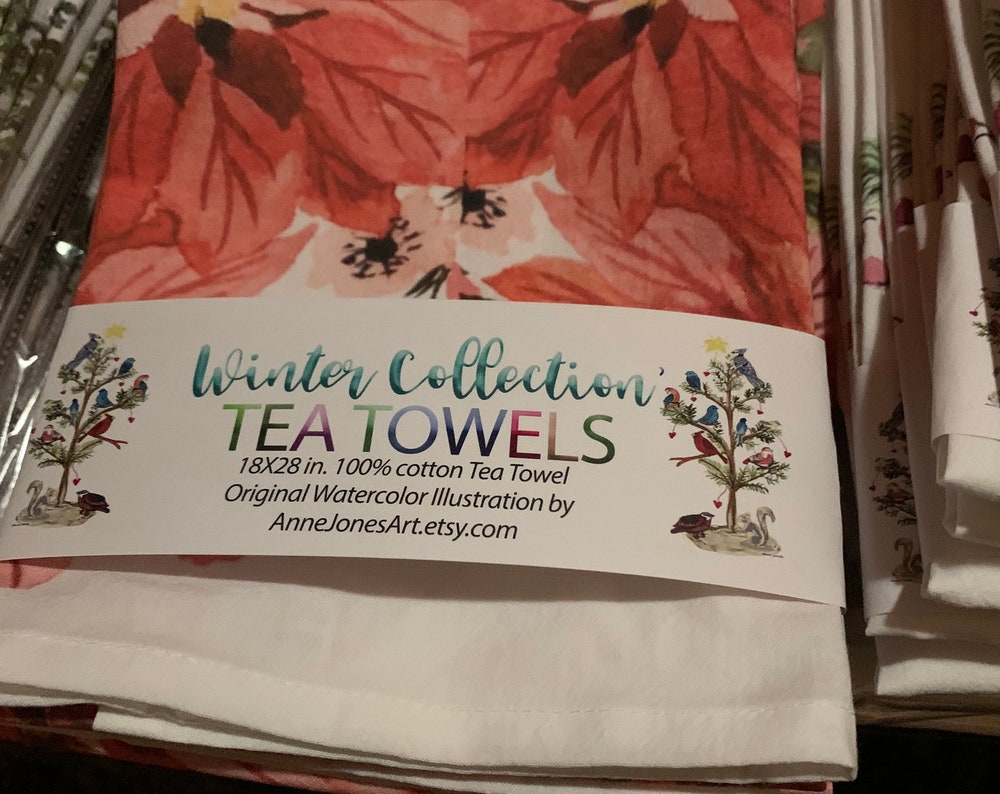 Winter Collection
TEA TOWELS
18X28 in. 100% cotton Tea Towel
Original Watercolor Illustration by
AnneJonesArt.etsy.com